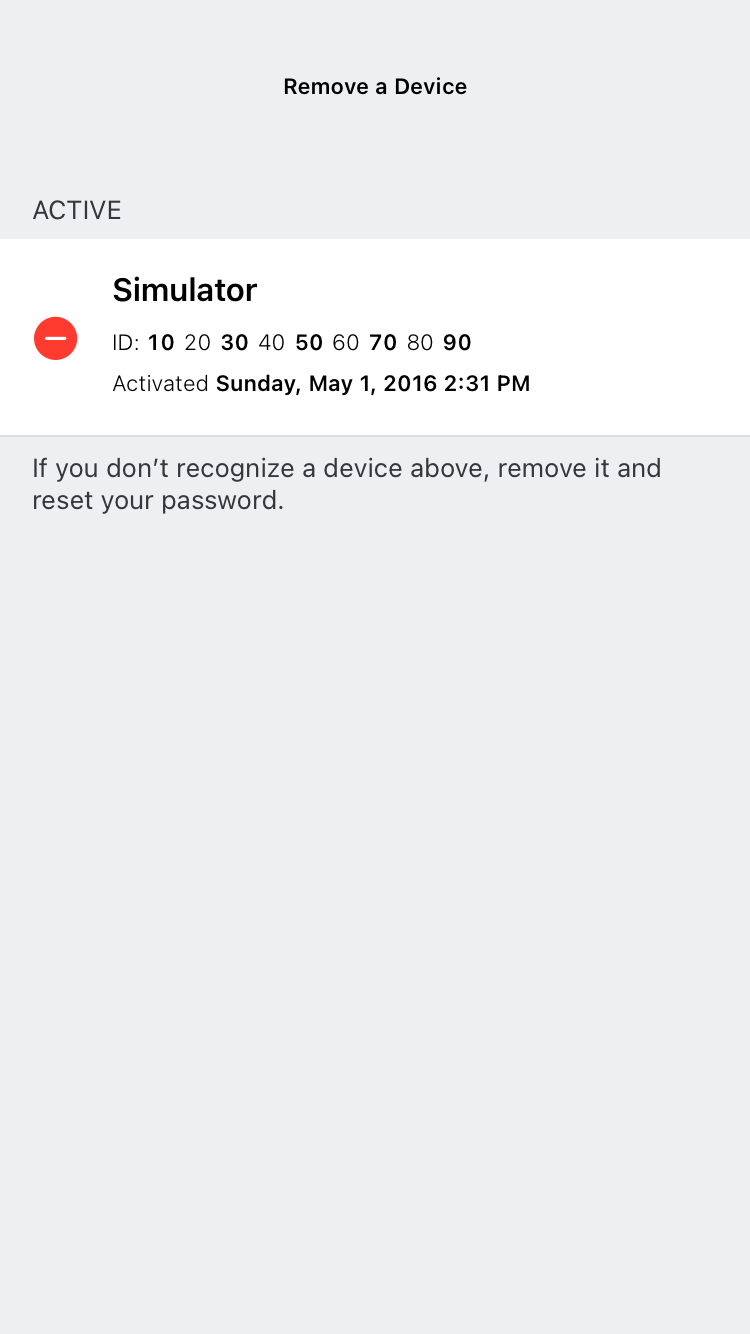 Remove a Device
ACTIVE
Simulator
ID: 10 20 30 40 50 60 70 80 90
Activated Sunday, May 1, 2016 2:31 PM
If you don’t recognize a device above, remove it and
reset your password.